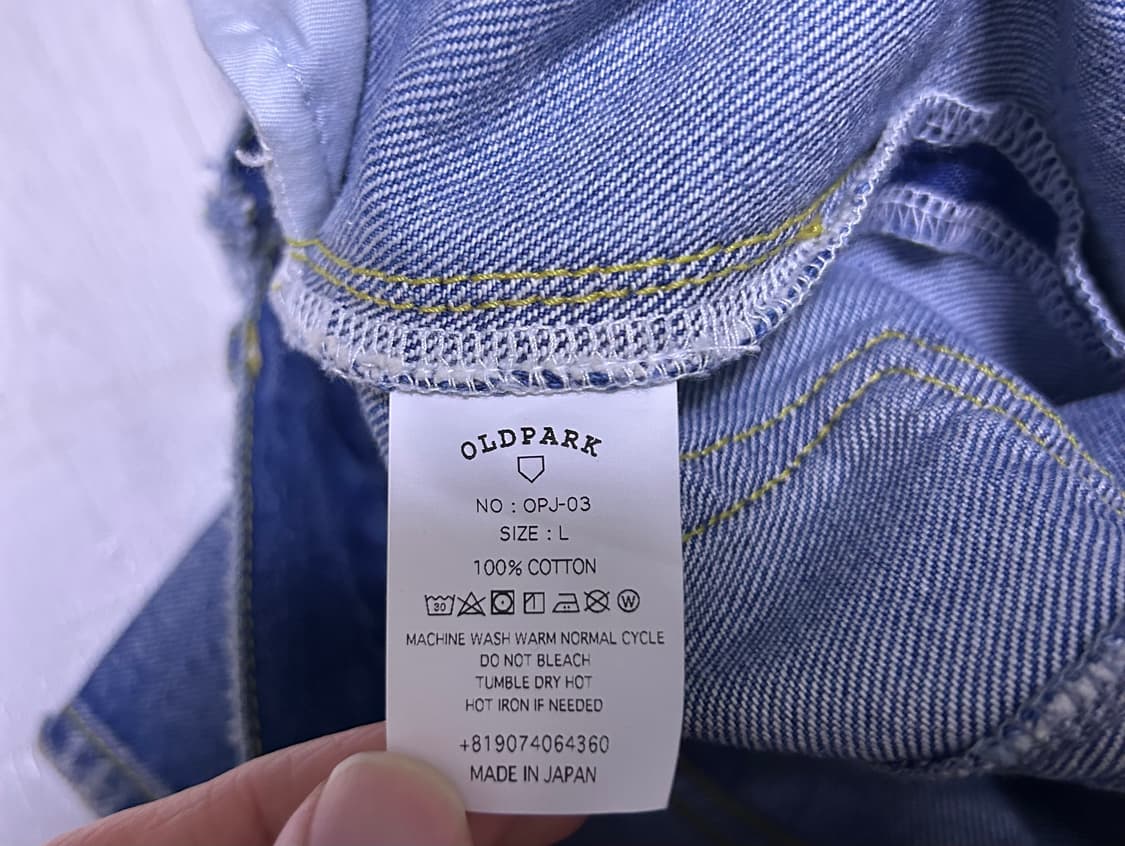 OLDPARK
NO : OPJ-03
SIZE : L
100% COTTON
30 W
MACHINE WASH WARM NORMAL CYCLE
DO NOT BLEACH
TUMBLE DRY HOT
HOT IRON IF NEEDED
+819074064360
MADE IN JAPAN